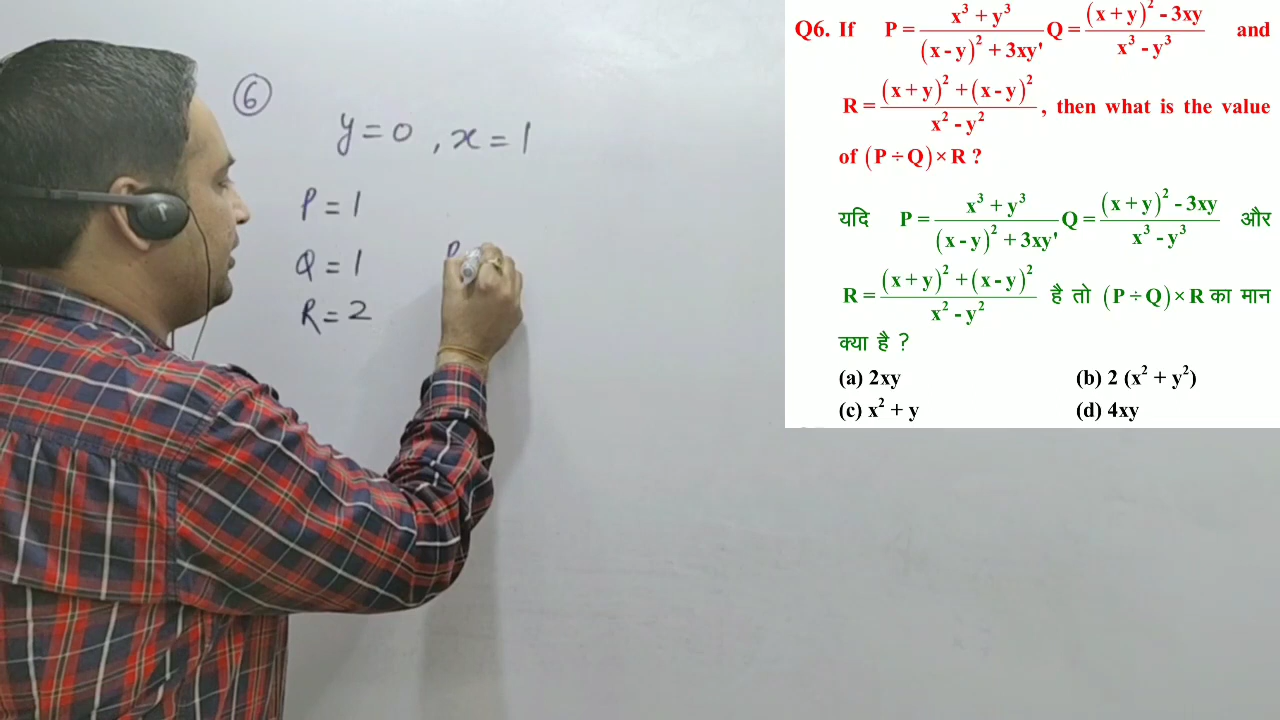 6
y = 0 , x = 1
P = 1
Q = 1
R = 2
P
Q6. If P = x³ + y³ / (x - y)² + 3xy' Q = (x + y)² - 3xy / x³ - y³ and
R = (x + y)² + (x - y)² / x² - y² , then what is the value
of (P ÷ Q) × R ?
यदि P = x³ + y³ / (x - y)² + 3xy' Q = (x + y)² - 3xy / x³ - y³ और
R = (x + y)² + (x - y)² / x² - y² है तो (P ÷ Q) × R का मान
क्या है ?
(a) 2xy (b) 2 (x² + y²)
(c) x² + y (d) 4xy